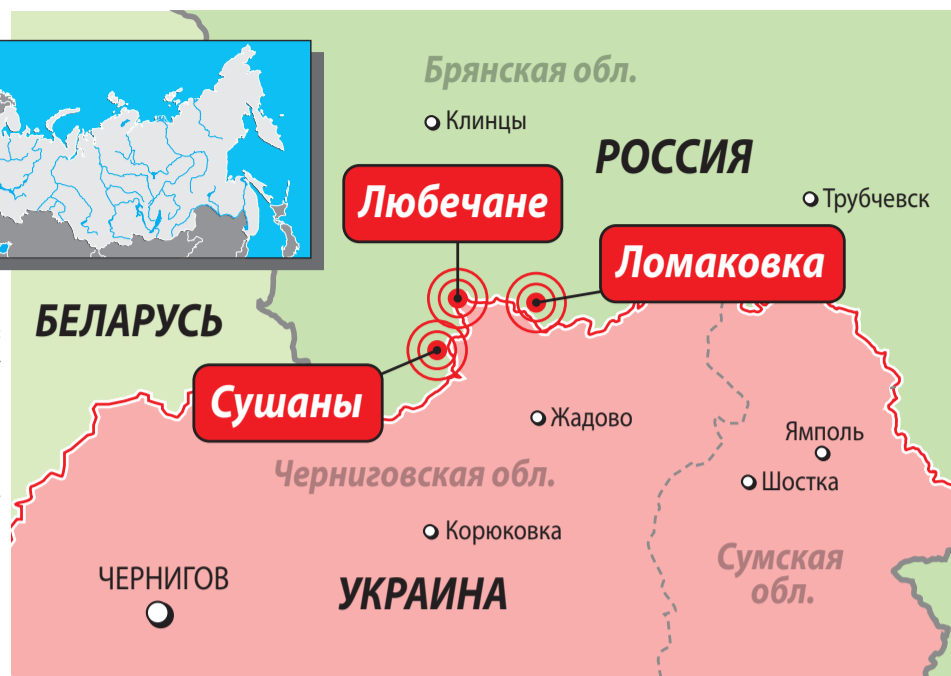 Брянская обл.
Клинцы
РОССИЯ
Любечане
Трубчевск
Ломаковка
БЕЛАРУСЬ
Сушаны
Жадово
Ямполь
Черниговская обл.
Шостка
Корюковка
Сумская
обл.
ЧЕРНИГОВ
УКРАИНА